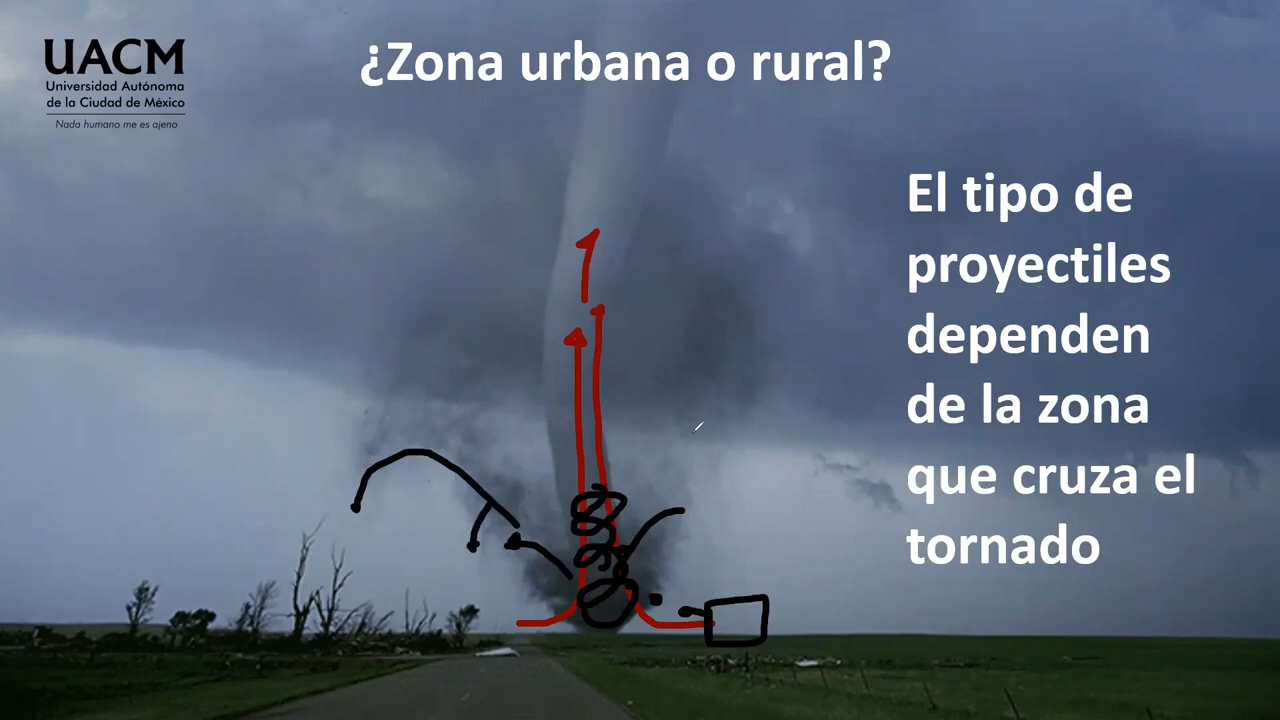 UACM
Universidad Autónoma
de la Ciudad de México
Nada humano me es ajeno
¿Zona urbana o rural?
El tipo de
proyectiles
dependen
de la zona
que cruza el
tornado